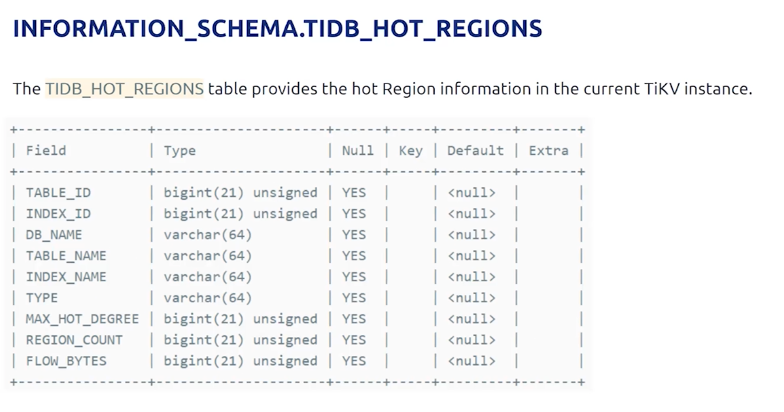 INFORMATION_SCHEMA.TIDB_HOT_REGIONS
The TIDB_HOT_REGIONS table provides the hot Region information in the current TiKV instance.
+----------------+---------------------+------+-----+---------+-------+
| Field | Type | Null | Key | Default | Extra |
+----------------+---------------------+------+-----+---------+-------+
| TABLE_ID | bigint(21) unsigned | YES | | <null> | |
| INDEX_ID | bigint(21) unsigned | YES | | <null> | |
| DB_NAME | varchar(64) | YES | | <null> | |
| TABLE_NAME | varchar(64) | YES | | <null> | |
| INDEX_NAME | varchar(64) | YES | | <null> | |
| TYPE | varchar(64) | YES | | <null> | |
| MAX_HOT_DEGREE | bigint(21) unsigned | YES | | <null> | |
| REGION_COUNT | bigint(21) unsigned | YES | | <null> | |
| FLOW_BYTES | bigint(21) unsigned | YES | | <null> | |
+----------------+---------------------+------+-----+---------+-------+